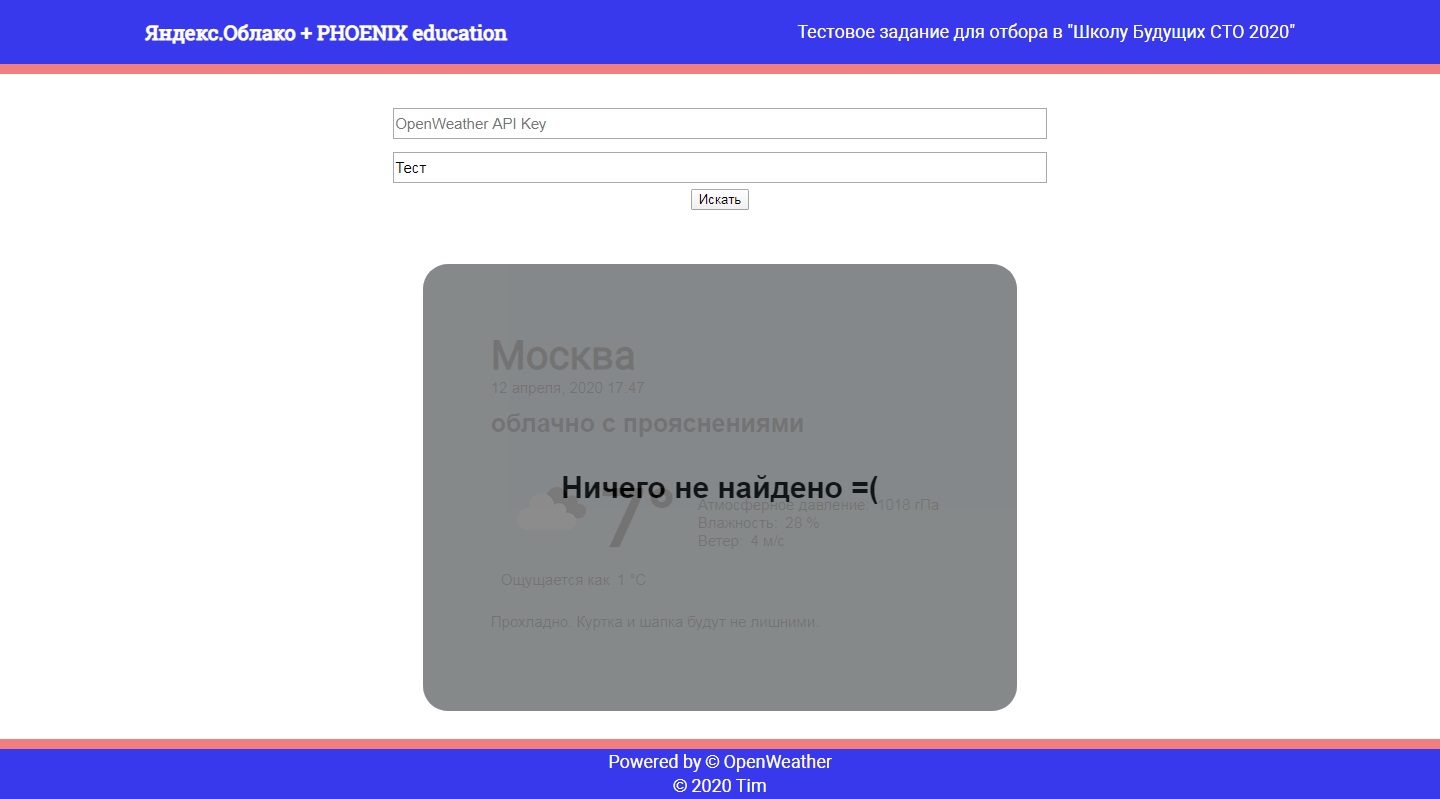 Яндекс.Облако + PHOENIX education
Тестовое задание для отбора в "Школу Будущих СТО 2020"
OpenWeather API Key
Тест
Искать
Москва
12 апреля, 2020 17:47
облачно с прояснениями
Ничего не найдено =(
7°
Атмосферное давление: 1018 гПа
Влажность: 28 %
Ветер: 4 м/с
Ощущается как 1 °C
Прохладно. Куртка и шапка будут не лишними
Powered by © OpenWeather
© 2020 Tim